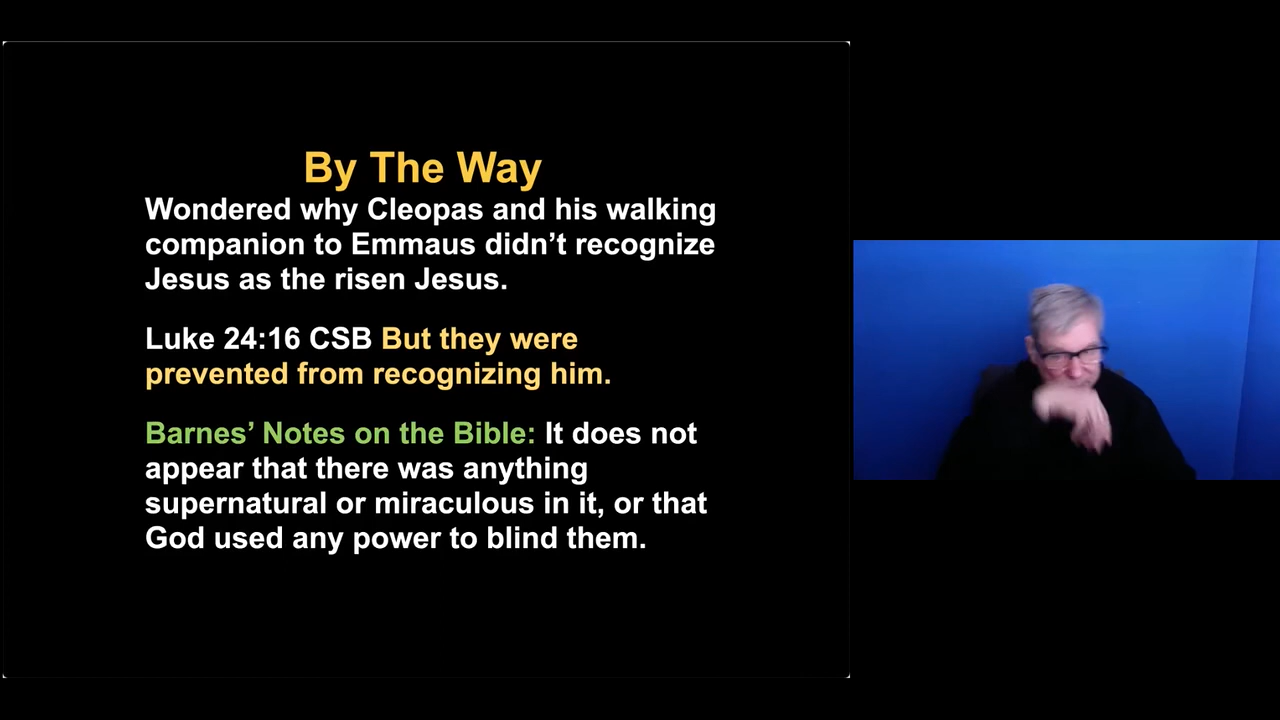 By The Way
Wondered why Cleopas and his walking
companion to Emmaus didn’t recognize
Jesus as the risen Jesus.
Luke 24:16 CSB But they were
prevented from recognizing him.
Barnes’ Notes on the Bible: It does not
appear that there was anything
supernatural or miraculous in it, or that
God used any power to blind them.